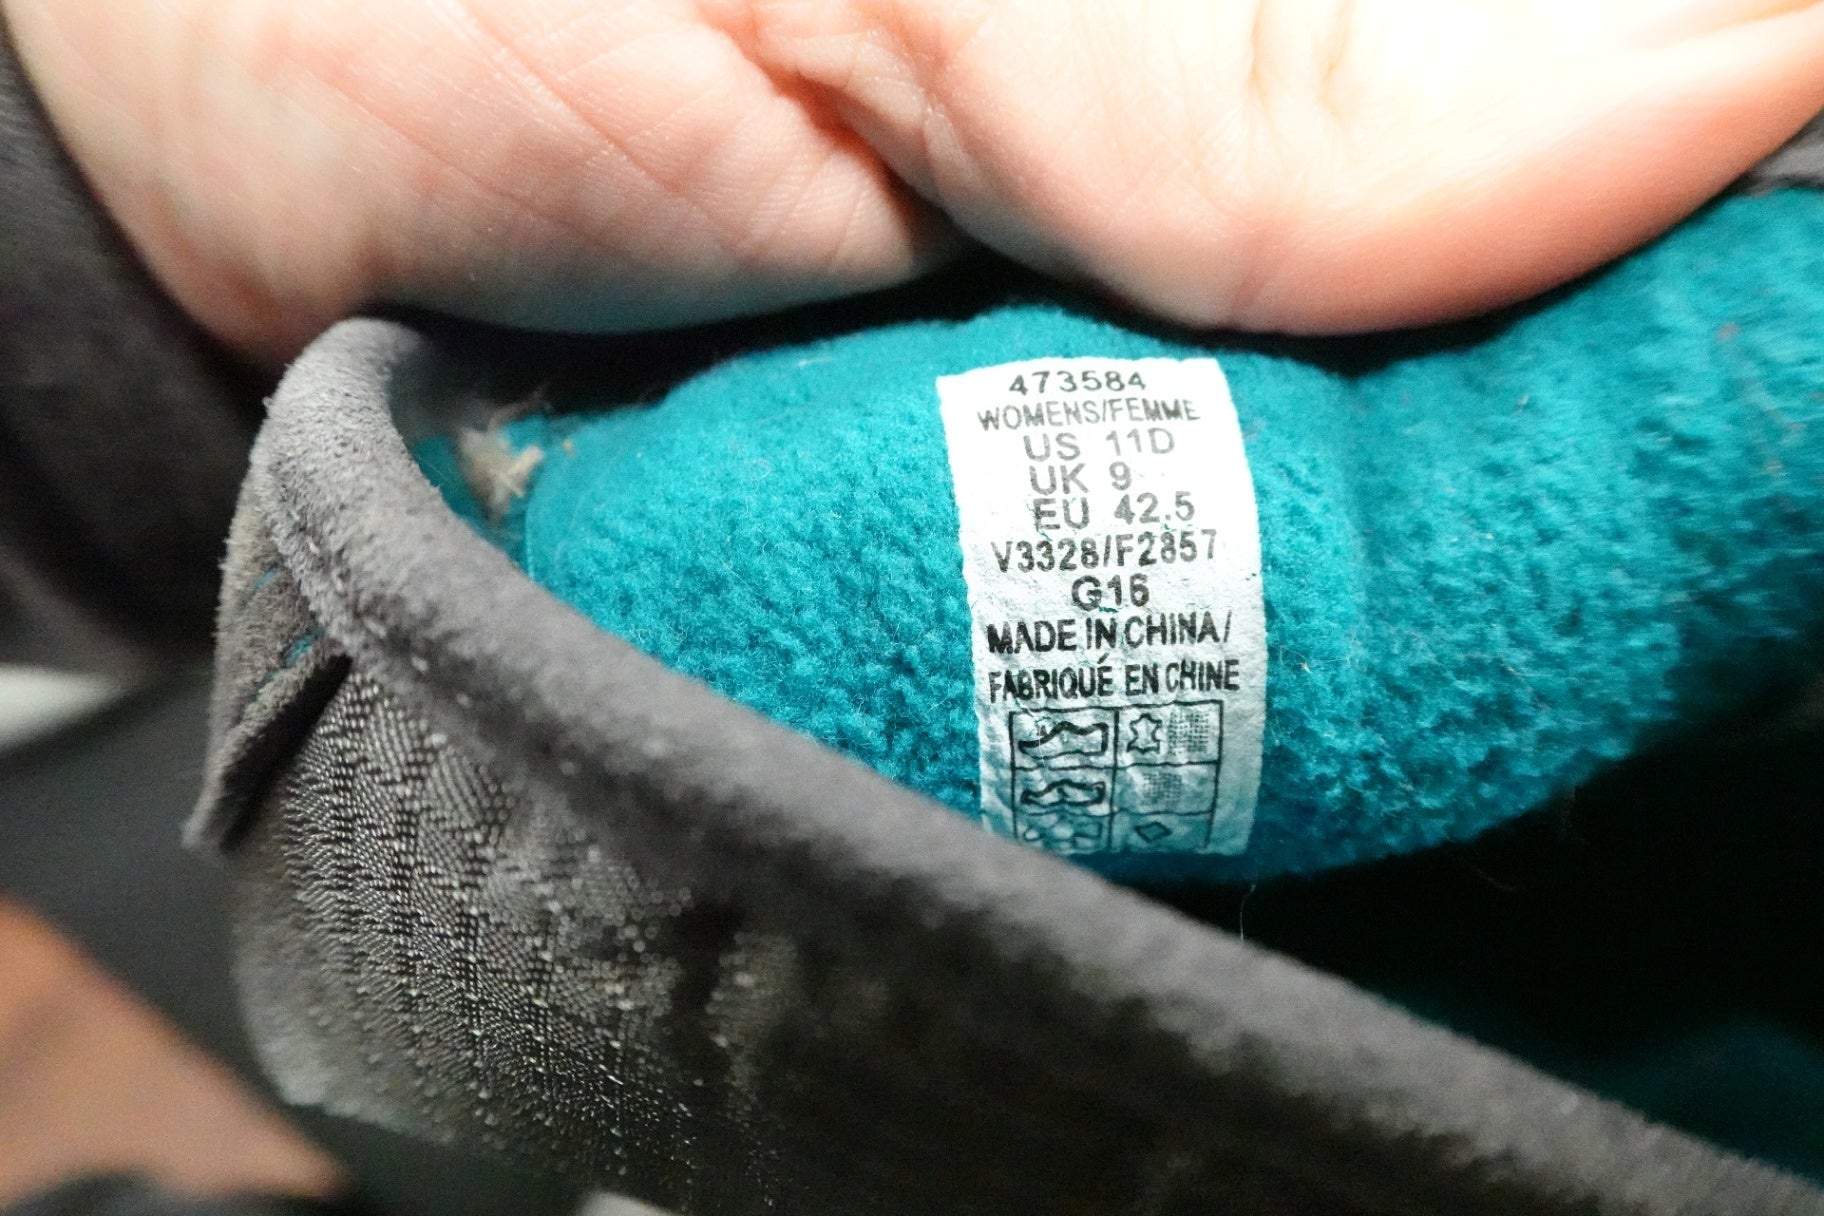 473584
WOMENS/FEMME
US 11D
UK 9
EU 42.5
V3328/F2857
G16
MADE IN CHINA/
FABRIQUÉ EN CHINE